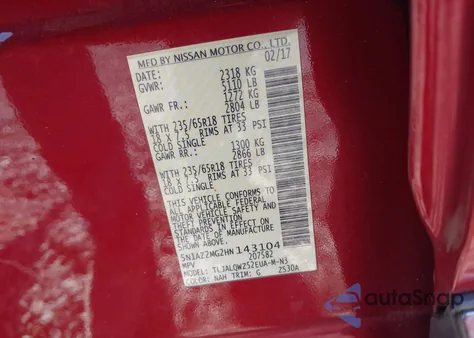 MFD BY NISSAN MOTOR CO., LTD.
DATE: 02/17
GVWR: 2318 KG
5110 LB
GAWR FR.: 1272 KG
2804 LB
WITH 235/65R18 TIRES
18 x 7.5 RIMS AT 33 PSI
COLD SINGLE
GAWR RR.: 1300 KG
2866 LB
WITH 235/65R18 TIRES
18 x 7.5 RIMS AT 33 PSI
COLD SINGLE
THIS VEHICLE CONFORMS TO
ALL APPLICABLE FEDERAL
MOTOR VEHICLE SAFETY AND
THEFT PREVENTION STANDARDS
IN EFFECT ON THE DATE OF
MANUFACTURE SHOWN ABOVE.
5N1AZ2MG2HN 143104
MPV 207582
MODEL: TLJALQWZ52EUA-M-N3
COLOR: NAH TRIM: G Z530A
autoSnap